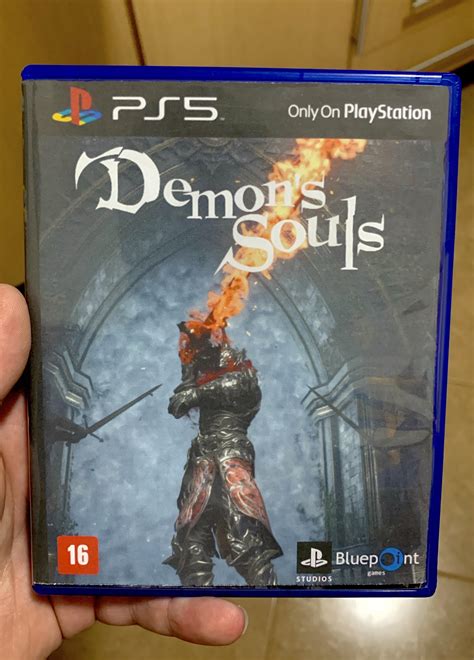 PS5
Only On PlayStation
Demon's
Souls
16
STUDIOS
Bluepoint
games